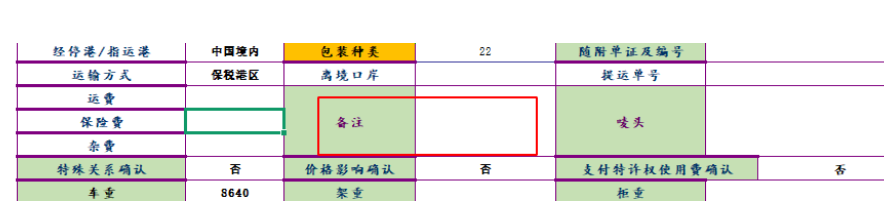 经停港/指运港 中国境内 包装种类 22 随附单证及编号
运输方式 保税港区 离境口岸 提运单号
运费
保险费 备注 唛头
杂费
特殊关系确认 否 价格影响确认 否 支付特许权使用费确认 否
车重 8640 架重 柜重